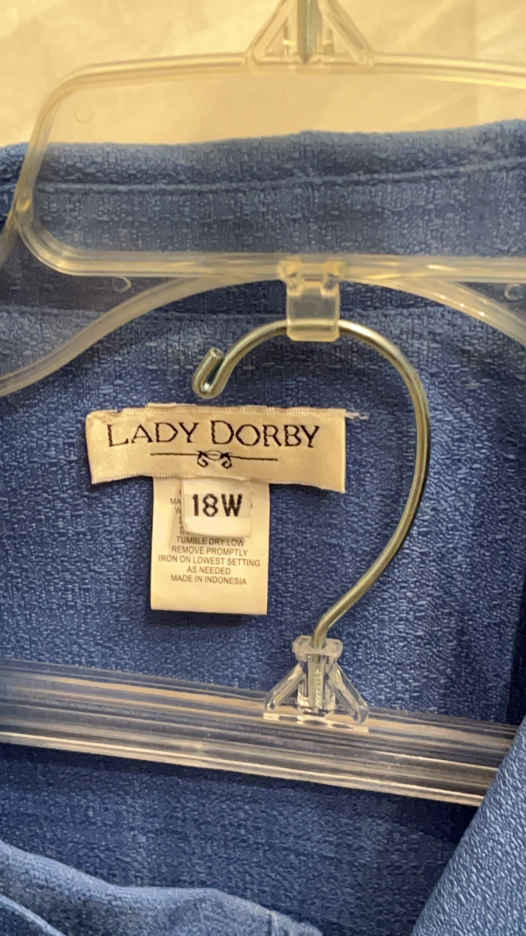 LADY DORBY
18W
TUMBLE DRY LOW
REMOVE PROMPTLY
IRON ON LOWEST SETTING
AS NEEDED
MADE IN INDONESIA